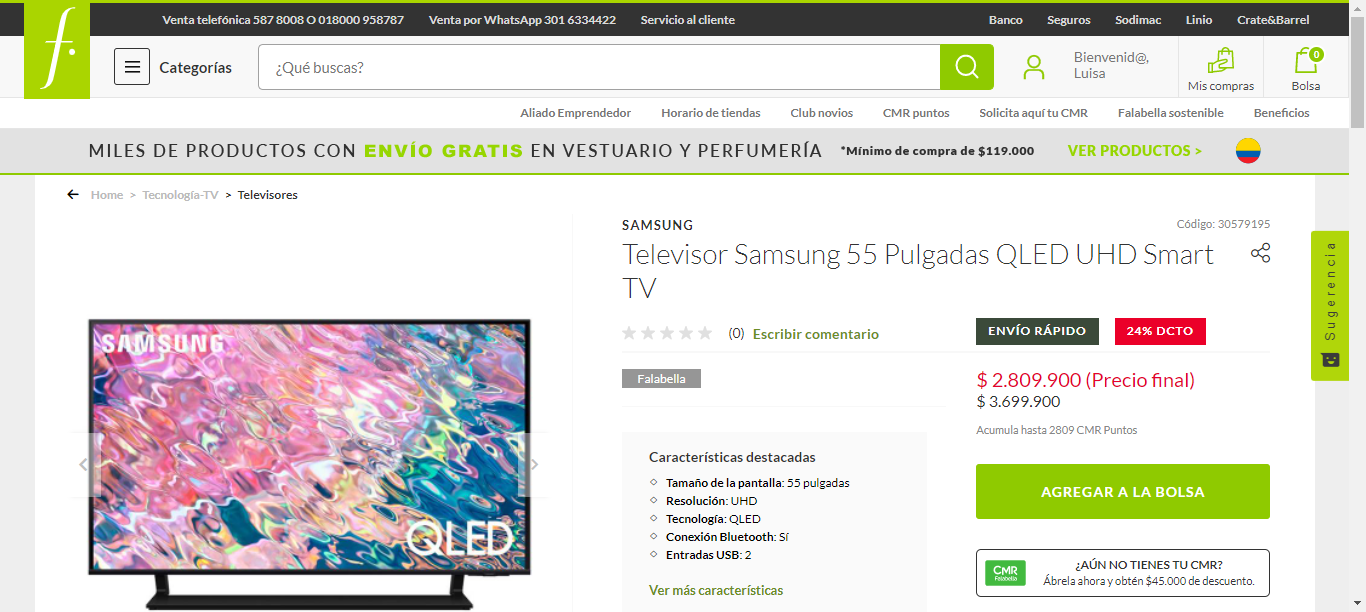 Venta telefónica 587 8008 O 018000 958787 Venta por WhatsApp 301 6334422 Servicio al cliente Banco Seguros Sodimac Linio Crate&Barrel
f.
Categorías ¿Qué buscas? Bienvenid@, Luisa Mis compras 0 Bolsa
Aliado Emprendedor Horario de tiendas Club novios CMR puntos Solicita aquí tu CMR Falabella sostenible Beneficios
MILES DE PRODUCTOS CON ENVÍO GRATIS EN VESTUARIO Y PERFUMERÍA *Mínimo de compra de $119.000 VER PRODUCTOS >
Home > Tecnología-TV > Televisores
SAMSUNG
QLED
SAMSUNG Código: 30579195
Televisor Samsung 55 Pulgadas QLED UHD Smart
TV
(0) Escribir comentario
Falabella
Características destacadas
Tamaño de la pantalla: 55 pulgadas
Resolución: UHD
Tecnología: QLED
Conexión Bluetooth: Sí
Entradas USB: 2
Ver más características
ENVÍO RÁPIDO 24% DCTO
$ 2.809.900 (Precio final)
$ 3.699.900
Acumula hasta 2809 CMR Puntos
AGREGAR A LA BOLSA
CMR
Falabella
¿AÚN NO TIENES TU CMR?
Ábrela ahora y obtén $45.000 de descuento.
Sugerencia